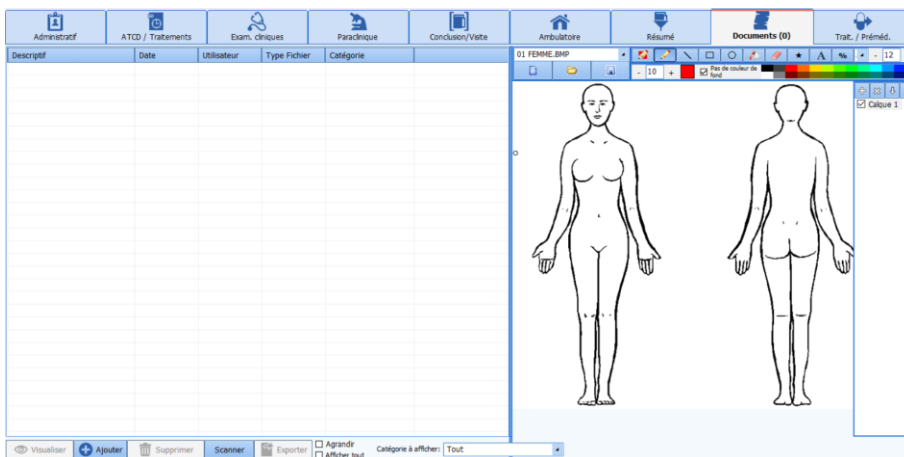 Administratif
ATCD / Traitements
Exam. cliniques
Paraclinique
Conclusion/Visite
Ambulatoire
Résumé
Documents (0)
Trait. / Préméd.
Descriptif Date Utilisateur Type Fichier Catégorie
01 FEMME.BMP
A % - 12
- 10 +
Pas de couleur de
fond
Calque 1
Visualiser Ajouter Supprimer Scanner Exporter
Agrandir
Afficher tout
Catégorie à afficher: Tout